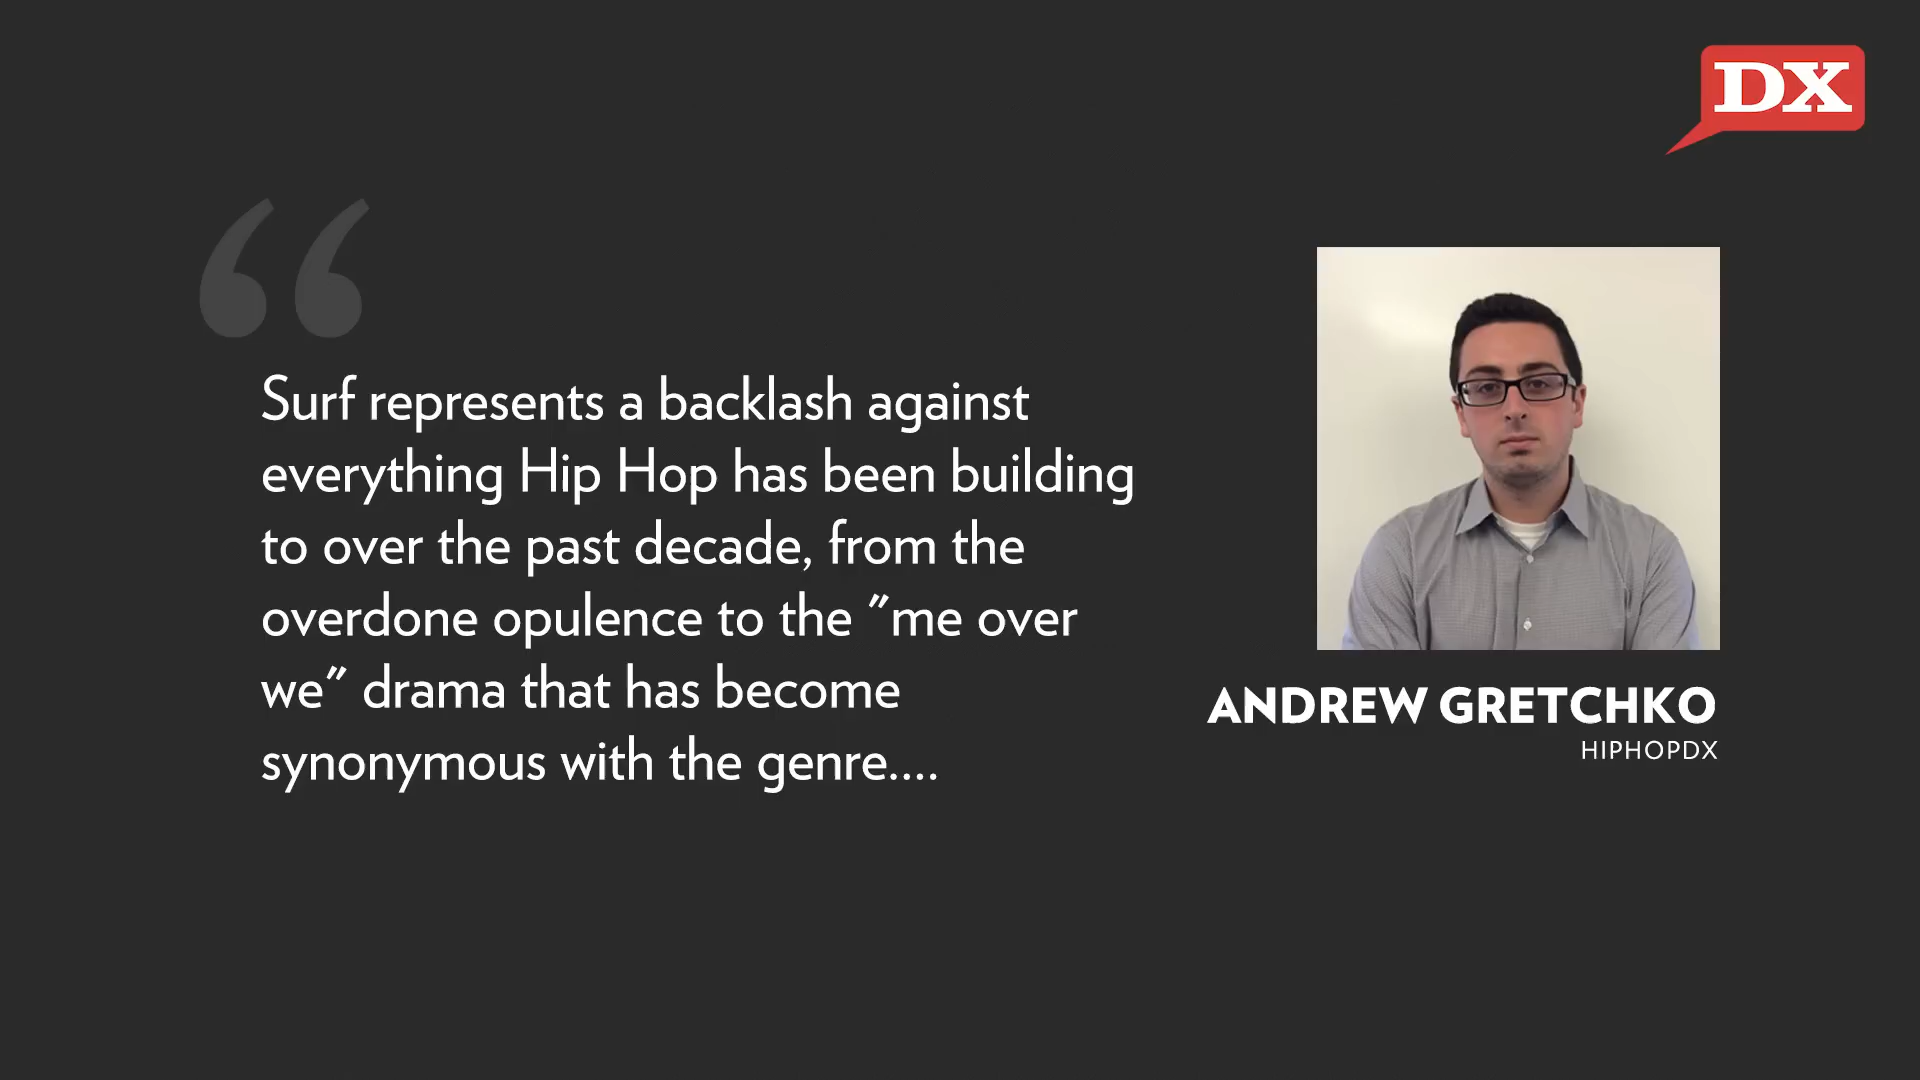 DX
“
Surf represents a backlash against
everything Hip Hop has been building
to over the past decade, from the
overdone opulence to the "me over
we" drama that has become
synonymous with the genre....
ANDREW GRETCHKO
HIPHOPDX